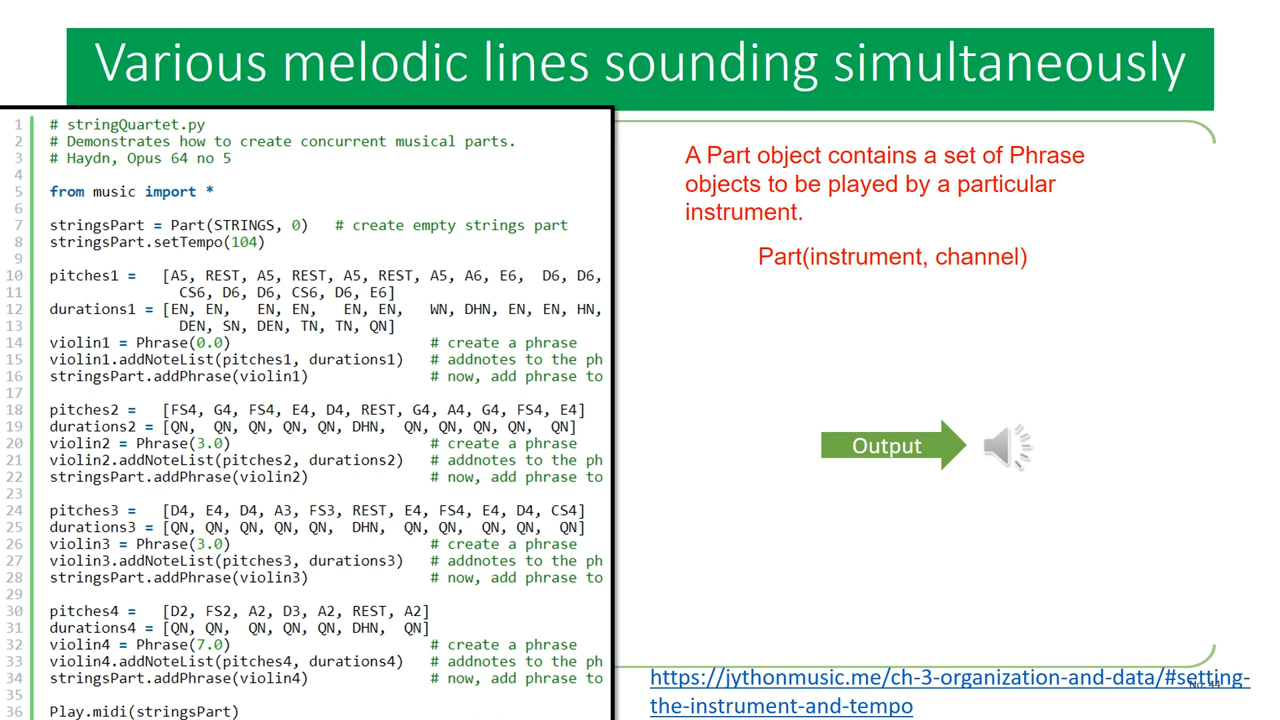 Various melodic lines sounding simultaneously
1 # stringQuartet.py
2 # Demonstrates how to create concurrent musical parts.
3 # Haydn, Opus 64 no 5
4
5 from music import *
6
7 stringsPart = Part(STRINGS, 0)   # create empty strings part
8 stringsPart.setTempo(104)
9
10 pitches1 =   [A5, REST, A5, REST, A5, REST, A5, A6, E6,  D6, D6,
11 CS6, D6, D6, CS6, D6, E6]
12 durations1 = [EN, EN,   EN, EN,   EN, EN,   WN, DHN, EN, EN, HN,
13 DEN, SN, DEN, TN, TN, QN]
14 violin1 = Phrase(0.0)            # create a phrase
15 violin1.addNoteList(pitches1, durations1)   # addnotes to the ph
16 stringsPart.addPhrase(violin1)              # now, add phrase to
17
18 pitches2 =   [FS4, G4, FS4, E4, D4, REST, G4, A4, G4, FS4, E4]
19 durations2 = [QN,  QN, QN, QN, QN, DHN,  QN, QN, QN, QN,  QN]
20 violin2 = Phrase(3.0)            # create a phrase
21 violin2.addNoteList(pitches2, durations2)   # addnotes to the ph
22 stringsPart.addPhrase(violin2)              # now, add phrase to
23
24 pitches3 =   [D4, E4, D4, A3, FS3, REST, E4, FS4, E4, D4, CS4]
25 durations3 = [QN, QN, QN, QN, QN,  DHN,  QN, QN,  QN, QN,  QN]
26 violin3 = Phrase(3.0)            # create a phrase
27 violin3.addNoteList(pitches3, durations3)   # addnotes to the ph
28 stringsPart.addPhrase(violin3)              # now, add phrase to
29
30 pitches4 =   [D2, FS2, A2, D3, A2, REST, A2]
31 durations4 = [QN, QN,  QN, QN, QN, DHN,  QN]
32 violin4 = Phrase(7.0)            # create a phrase
33 violin4.addNoteList(pitches4, durations4)   # addnotes to the ph
34 stringsPart.addPhrase(violin4)              # now, add phrase to
35
36 Play.midi(stringsPart)
A Part object contains a set of Phrase
objects to be played by a particular
instrument.
Part(instrument, channel)
Output
https://jythonmusic.me/ch-3-organization-and-data/#setting-
the-instrument-and-tempo